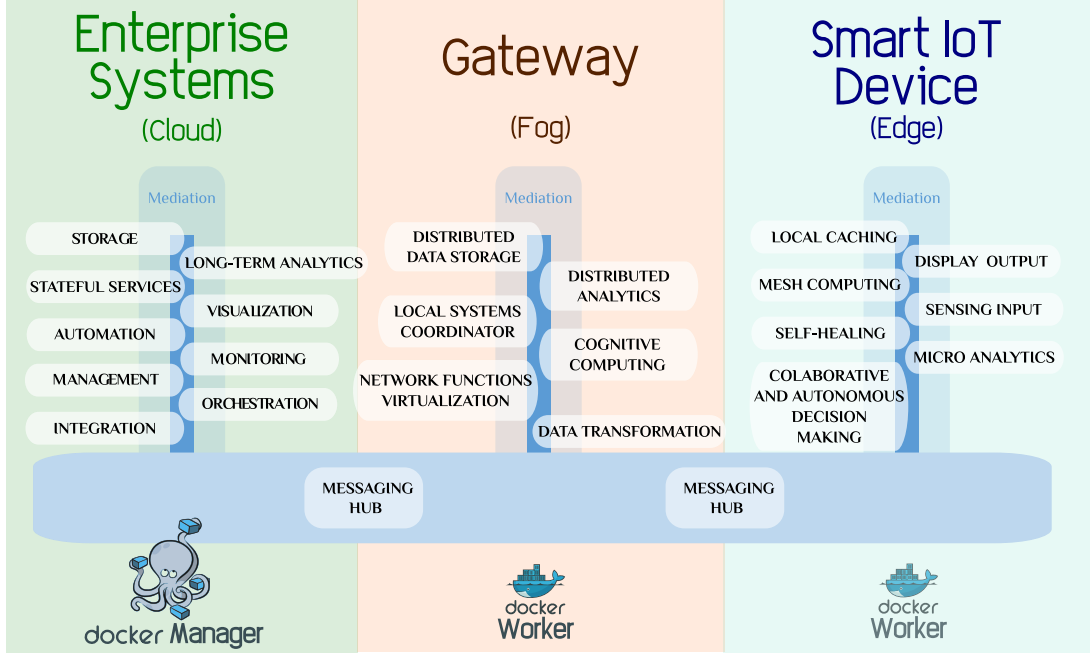 Enterprise
Systems
(Cloud)
Mediation
STORAGE
LONG-TERM ANALYTICS
STATEFUL SERVICES
VISUALIZATION
AUTOMATION
MONITORING
MANAGEMENT
ORCHESTRATION
INTEGRATION
Gateway
(Fog)
Mediation
DISTRIBUTED
DATA STORAGE
DISTRIBUTED
ANALYTICS
LOCAL SYSTEMS
COORDINATOR
COGNITIVE
COMPUTING
NETWORK FUNCTIONS
VIRTUALIZATION
DATA TRANSFORMATION
Smart IoT
Device
(Edge)
Mediation
LOCAL CACHING
DISPLAY OUTPUT
MESH COMPUTING
SENSING INPUT
SELF-HEALING
MICRO ANALYTICS
COLABORATIVE
AND AUTONOMOUS
DECISION
MAKING
MESSAGING
HUB
MESSAGING
HUB
docker Manager
docker
Worker
docker
Worker